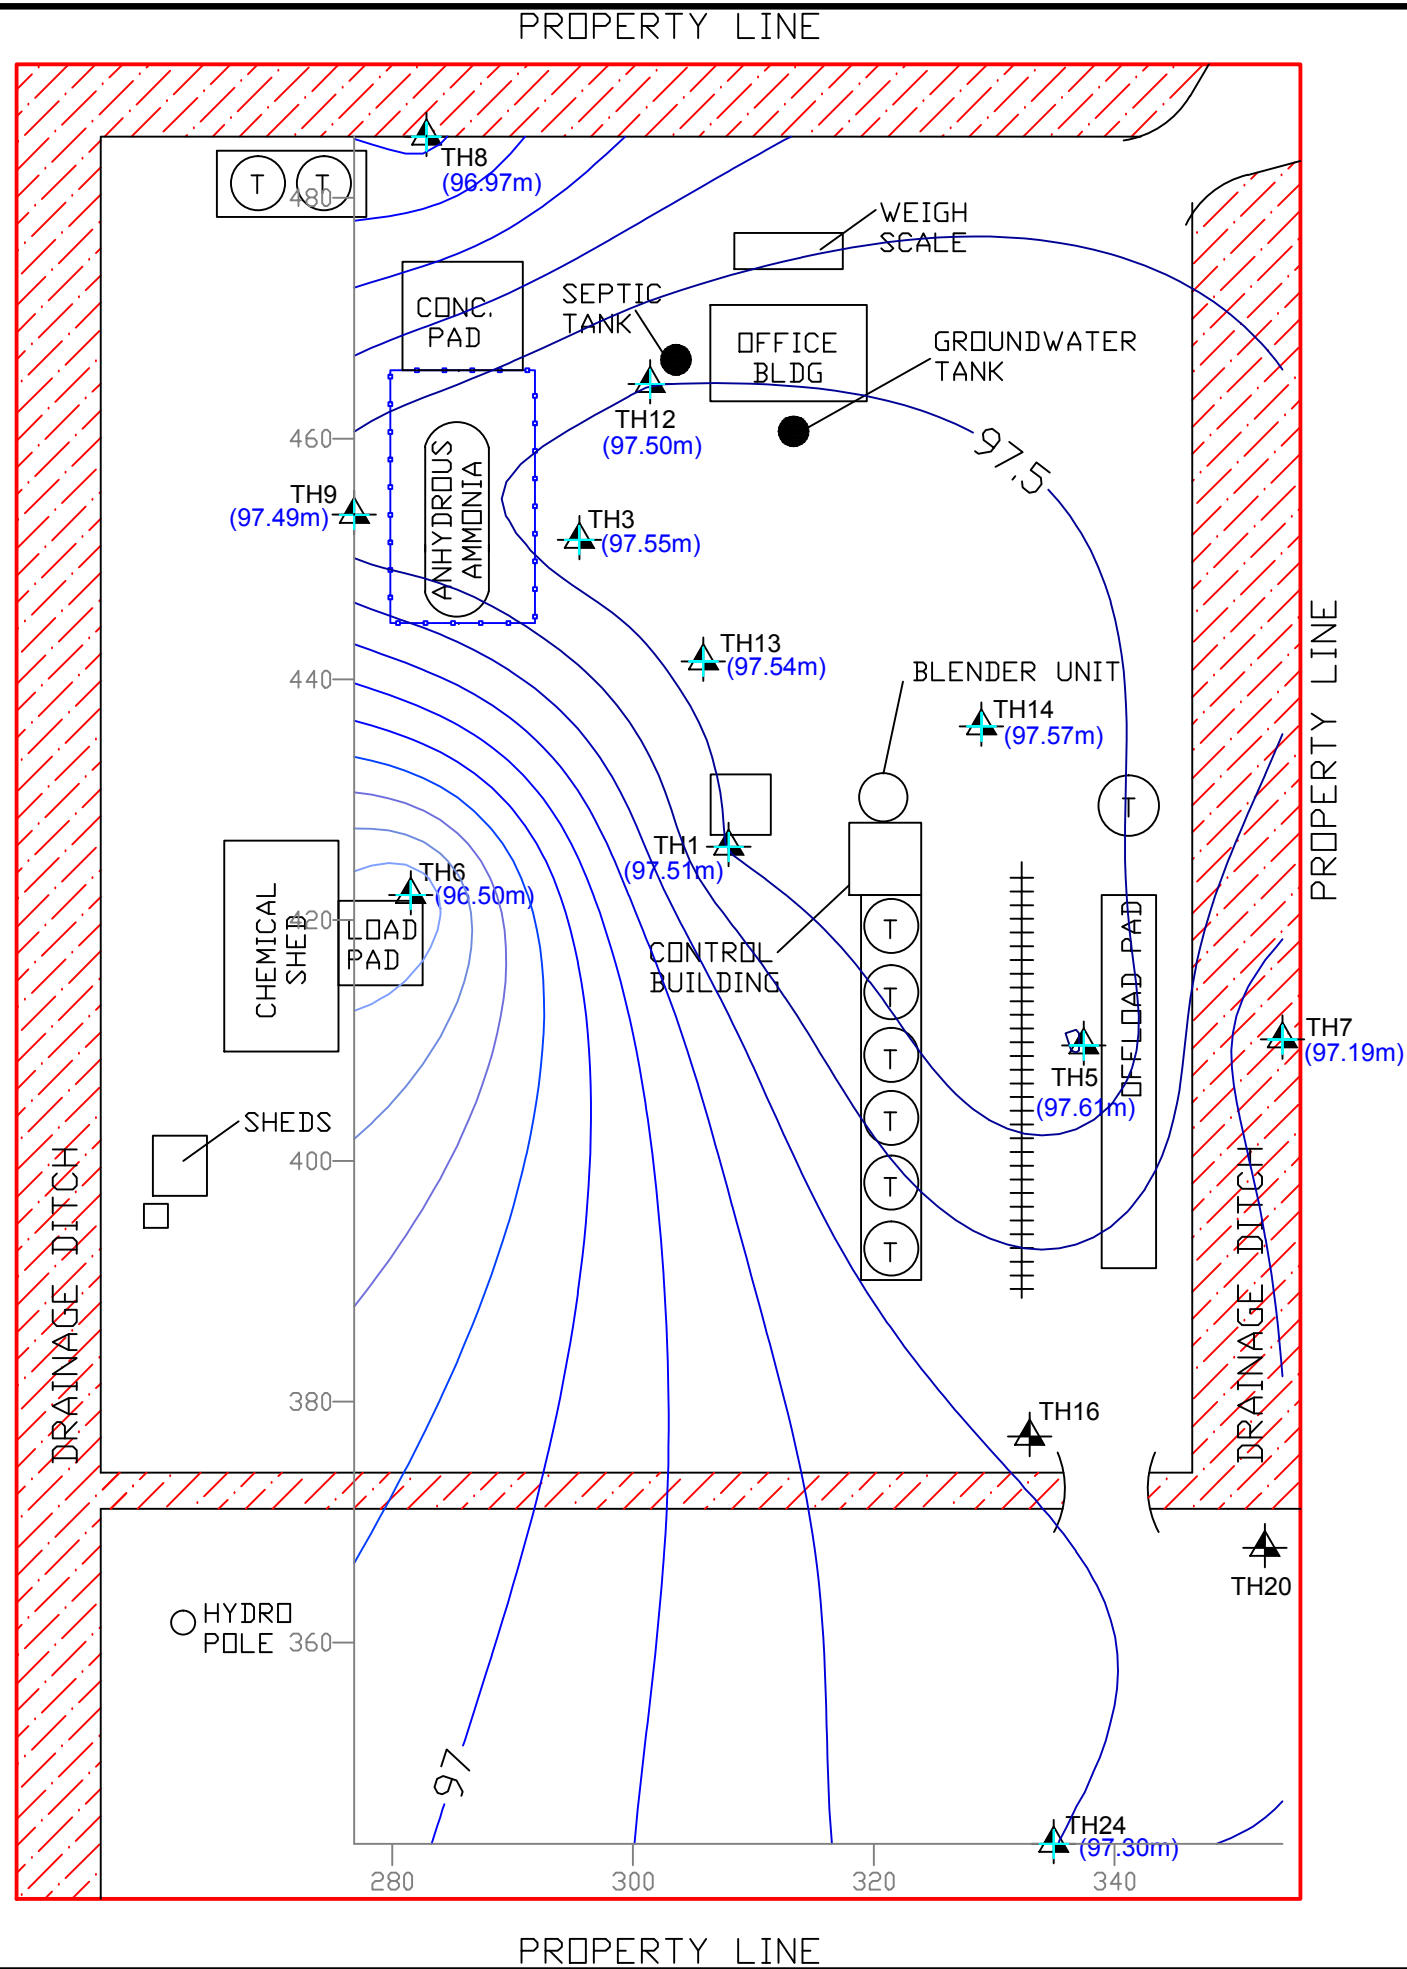 PROPERTY LINE
TH8
(96.97m)
T
T
480
WEIGH
SCALE
SEPTIC
TANK
CONC.
PAD
OFFICE
BLDG
GROUNDWATER
TANK
TH12
(97.50m)
460
97.5
ANHYDROUS
AMMONIA
TH9
(97.49m)
TH3
(97.55m)
TH13
(97.54m)
440
BLENDER UNIT
TH14
(97.57m)
PROPERTY LINE
T
TH1
(97.51m)
TH6
(96.50m)
CHEMICAL
SHED
420
LOAD
PAD
CONTROL
BUILDING
T
T
T
T
T
T
OFFLOAD PAD
TH5
(97.61m)
TH7
(97.19m)
SHEDS
400
DRAINAGE DITCH
DRAINAGE DITCH
380
TH16
TH20
HYDRO
POLE
360
97
TH24
(97.30m)
280
300
320
340
PROPERTY LINE